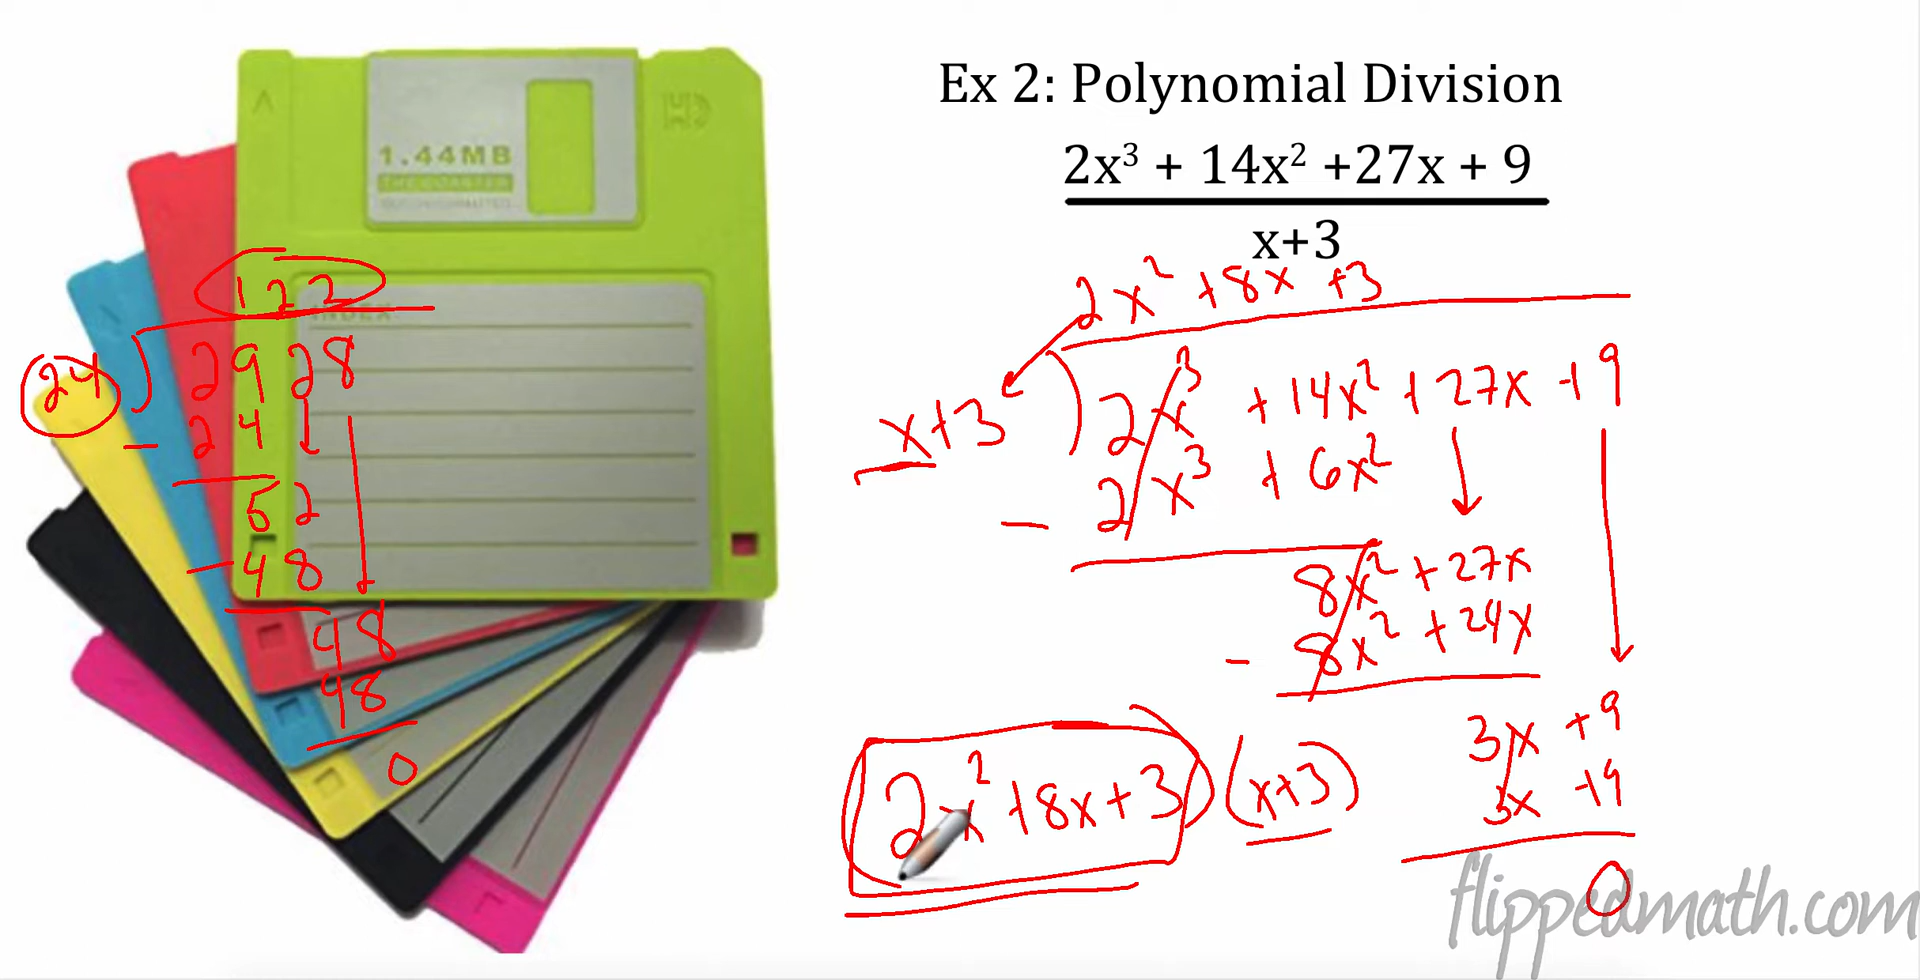 Ex 2: Polynomial Division
2x³ + 14x² +27x + 9
x+3
1.44MB
HD
INDEX
122
24 ) 2928
- 24
52
- 48
48
48
0
2x² +8x +3
x+3 ) 2x³ +14x² +27x +9
- 2x³ + 6x²
8x² +27x
- 8x² +24x
3x +9
3x +9
0
(2x² +8x+3) (x+3)
flippedmath.com